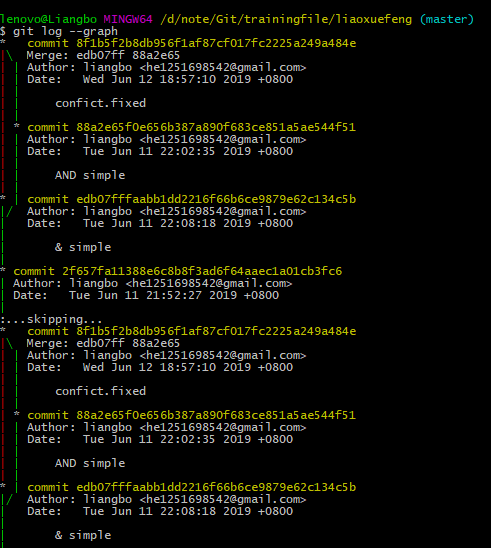 lenovo@Liangbo MINGW64 /d/note/Git/trainingfile/liaoxuefeng (master)
$ git log --graph
*   commit 8f1b5f2b8db956f1af87cf017fc2225a249a484e
|\  Merge: edb07ff 88a2e65
| | Author: liangbo <he1251698542@gmail.com>
| | Date:   Wed Jun 12 18:57:10 2019 +0800
| |
| |     confict.fixed
| |
| * commit 88a2e65f0e656b387a890f683ce851a5ae544f51
| | Author: liangbo <he1251698542@gmail.com>
| | Date:   Tue Jun 11 22:02:35 2019 +0800
| |
| |     AND simple
| |
* | commit edb07fffaabb1dd2216f66b6ce9879e62c134c5b
|/  Author: liangbo <he1251698542@gmail.com>
|   Date:   Tue Jun 11 22:08:18 2019 +0800
|
|       & simple
|
* commit 2f657fa11388e6c8b8f3ad6f64aaec1a01cb3fc6
| Author: liangbo <he1251698542@gmail.com>
| Date:   Tue Jun 11 21:52:27 2019 +0800
|
:...skipping...
*   commit 8f1b5f2b8db956f1af87cf017fc2225a249a484e
|\  Merge: edb07ff 88a2e65
| | Author: liangbo <he1251698542@gmail.com>
| | Date:   Wed Jun 12 18:57:10 2019 +0800
| |
| |     confict.fixed
| |
| * commit 88a2e65f0e656b387a890f683ce851a5ae544f51
| | Author: liangbo <he1251698542@gmail.com>
| | Date:   Tue Jun 11 22:02:35 2019 +0800
| |
| |     AND simple
| |
* | commit edb07fffaabb1dd2216f66b6ce9879e62c134c5b
|/  Author: liangbo <he1251698542@gmail.com>
|   Date:   Tue Jun 11 22:08:18 2019 +0800
|
|       & simple